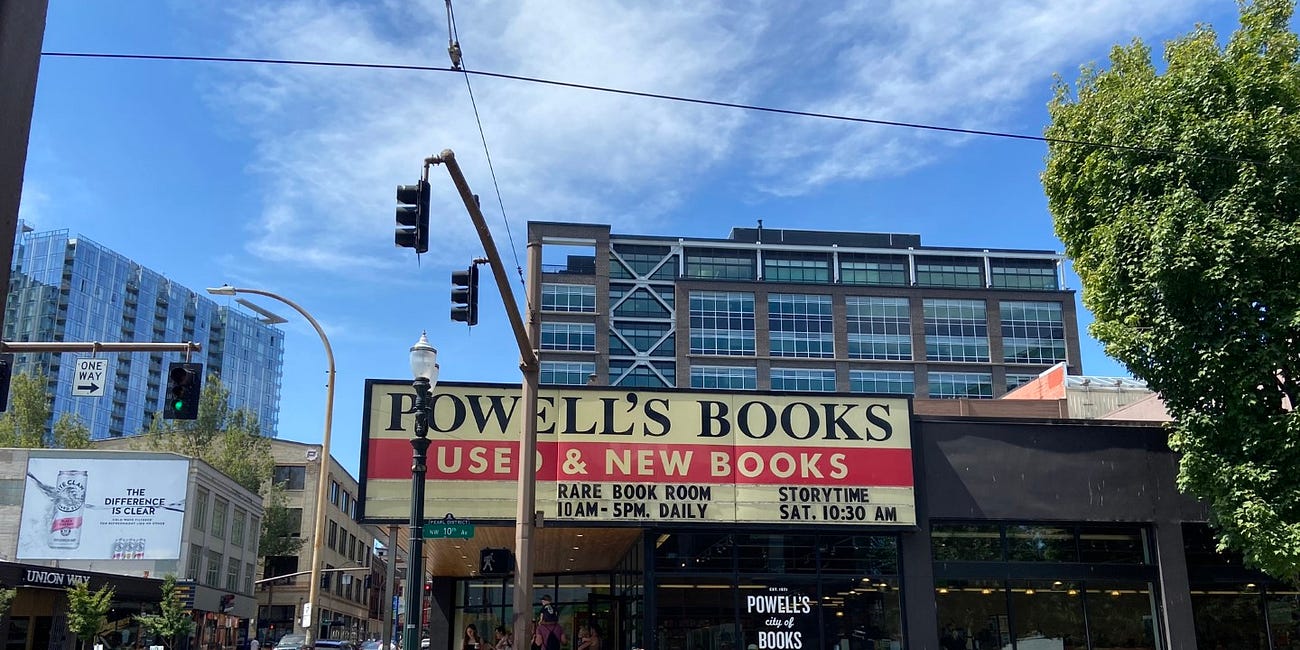 POWELL'S BOOKS
USED & NEW BOOKS
RARE BOOK ROOM
10AM-5PM. DAILY
STORYTIME
SAT. 10:30 AM
ONE
WAY
THE
DIFFERENCE
IS CLEAR
UNION WAY
PEARL DISTRICT
NW 10th Av
EST. 1971
POWELL'S
city of
BOOKS